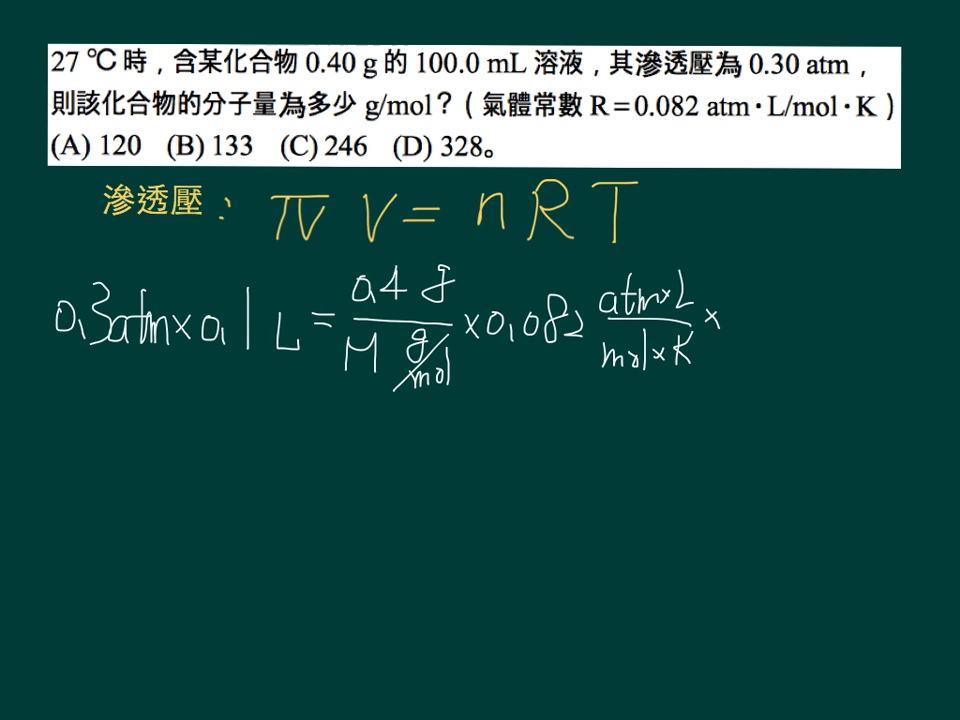 27 ℃ 時，含某化合物 0.40 g 的 100.0 mL 溶液，其滲透壓為 0.30 atm，
則該化合物的分子量為多少 g/mol？（氣體常數 R＝0.082 atm・L/mol・K ）
(A) 120 (B) 133 (C) 246 (D) 328。
滲透壓： π V = n R T
0.3atm×0.1 L = 0.4 g / M g/mol ×0.082 atm×L / mol×K ×